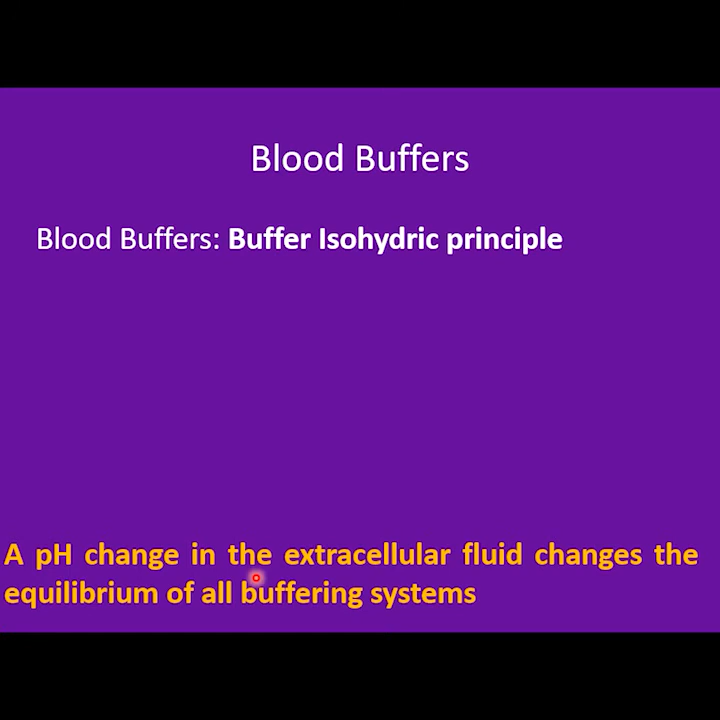 Blood Buffers
Blood Buffers: Buffer Isohydric principle
A pH change in the extracellular fluid changes the
equilibrium of all buffering systems